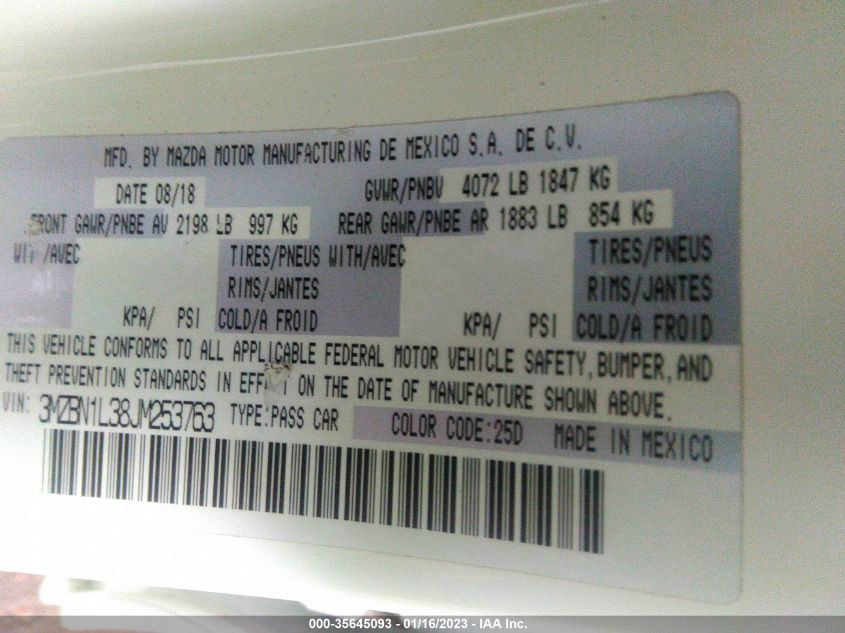 MFD. BY MAZDA MOTOR MANUFACTURING DE MEXICO S.A. DE C.V.
DATE 08/18 GVWR/PNBV 4072 LB 1847 KG
FRONT GAWR/PNBE AV 2198 LB 997 KG REAR GAWR/PNBE AR 1883 LB 854 KG
WITH/AVEC TIRES/PNEUS WITH/AVEC TIRES/PNEUS
RIMS/JANTES RIMS/JANTES
KPA/ PSI COLD/A FROID KPA/ PSI COLD/A FROID
THIS VEHICLE CONFORMS TO ALL APPLICABLE FEDERAL MOTOR VEHICLE SAFETY, BUMPER, AND
THEFT PREVENTION STANDARDS IN EFFECT ON THE DATE OF MANUFACTURE SHOWN ABOVE.
VIN: 3MZBN1L38JM253763 TYPE:PASS CAR COLOR CODE:25D MADE IN MEXICO
000-35645093 - 01/16/2023 - IAA Inc.